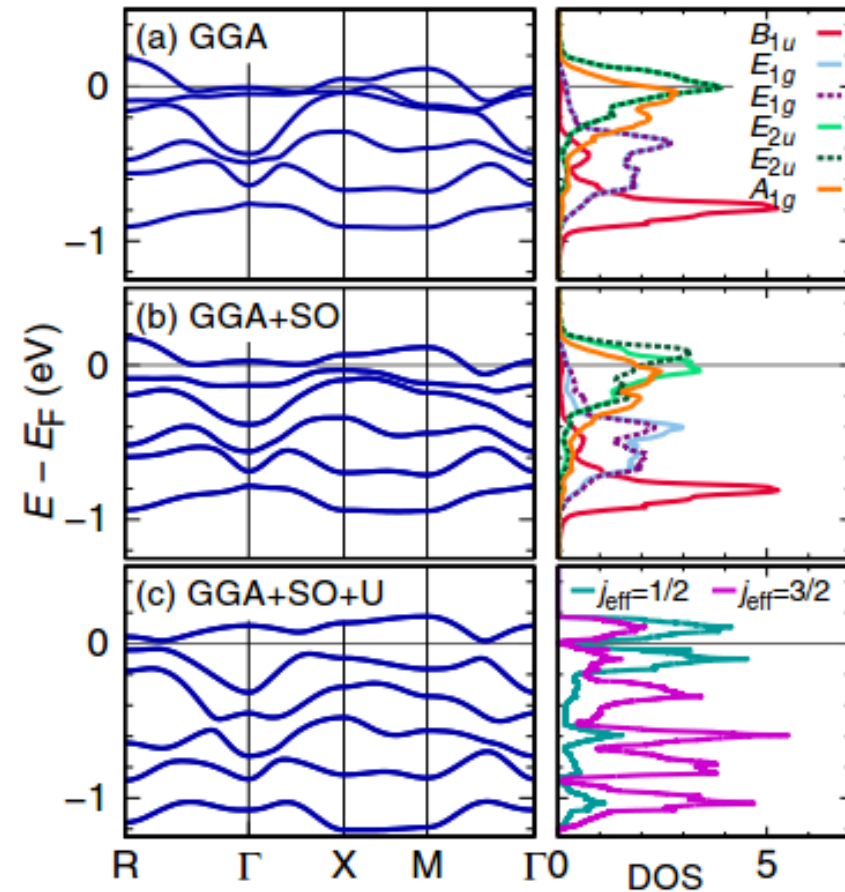 (a) GGA
0
−1
B1u
E1g
E1g
E2u
E2u
A1g
(b) GGA+SO
0
−1
E − EF (eV)
(c) GGA+SO+U
0
−1
jeff=1/2 jeff=3/2
R Γ X M Γ 0 DOS 5